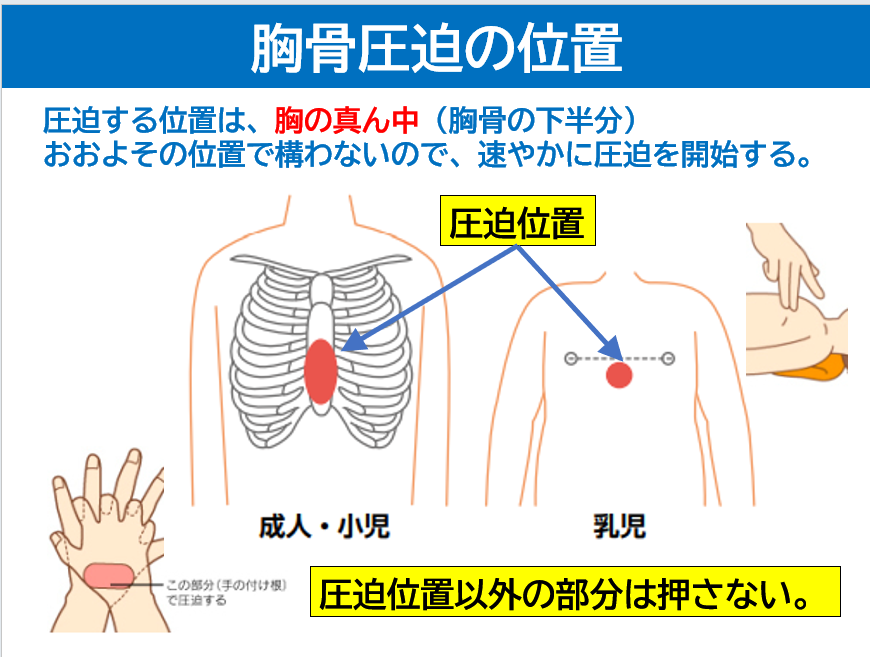 胸骨圧迫の位置
圧迫する位置は、胸の真ん中（胸骨の下半分）
おおよその位置で構わないので、速やかに圧迫を開始する。
圧迫位置
成人・小児
乳児
この部分（手の付け根）
で圧迫する
圧迫位置以外の部分は押さない。